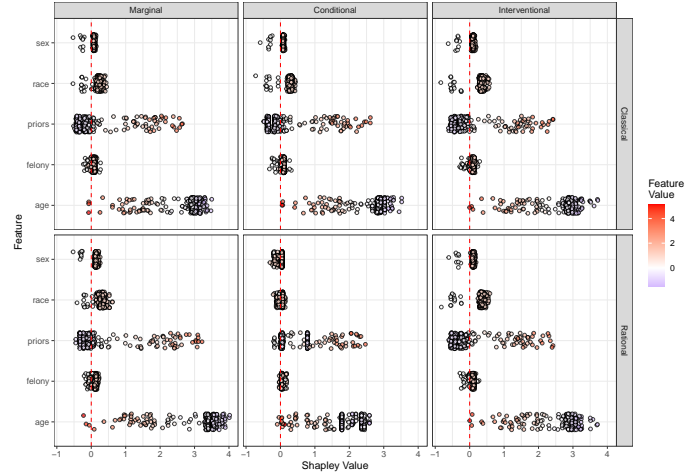 Marginal Conditional Interventional
sex
race
priors
felony
age
Classical
sex
race
priors
felony
age
Rational
Feature
−1 0 1 2 3 4 −1 0 1 2 3 4 −1 0 1 2 3 4
Shapley Value
Feature
Value
4
2
0